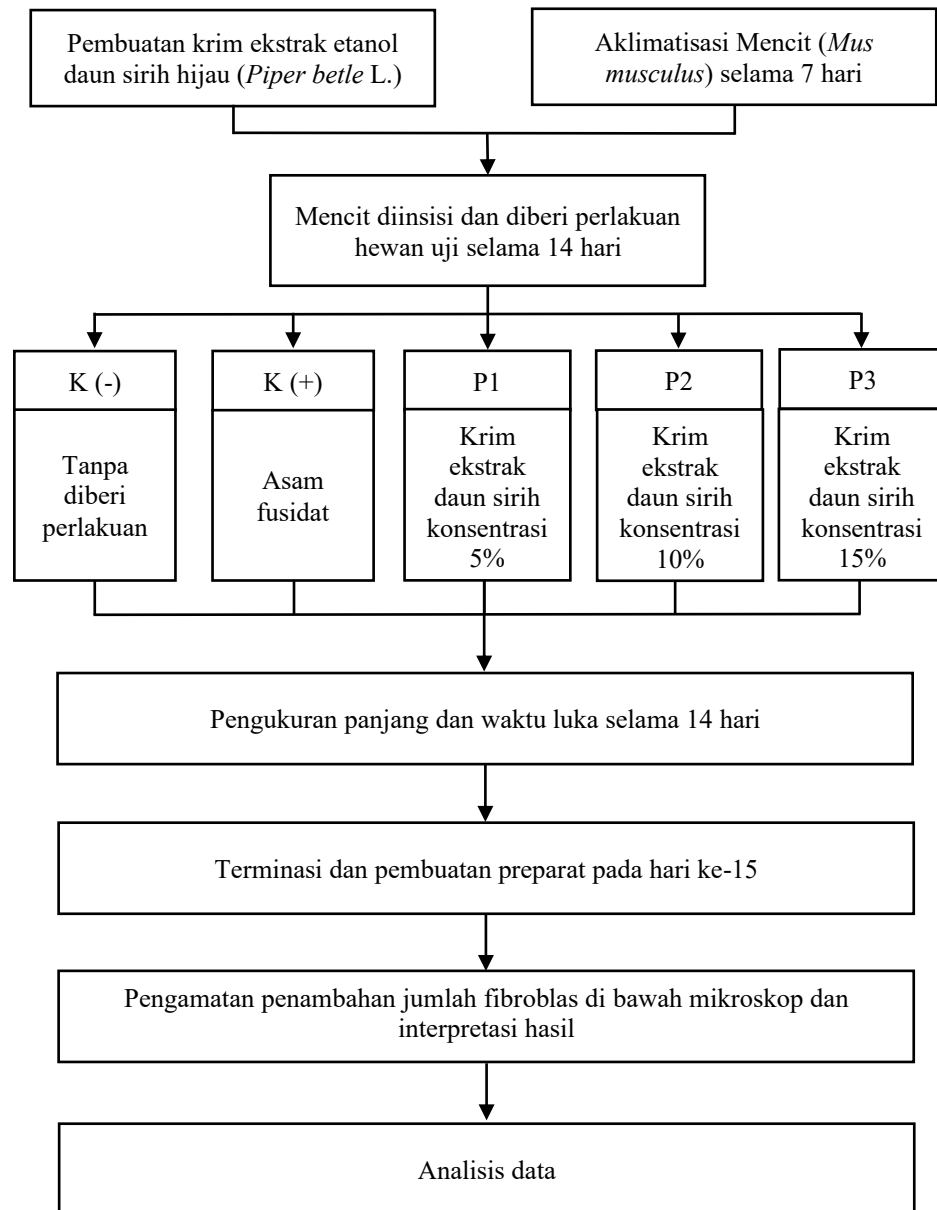 Pembuatan krim ekstrak etanol
daun sirih hijau (Piper betle L.)
Aklimatisasi Mencit (Mus
musculus) selama 7 hari
Mencit diinsisi dan diberi perlakuan
hewan uji selama 14 hari
K (-)
Tanpa
diberi
perlakuan
K (+)
Asam
fusidat
P1
Krim
ekstrak
daun sirih
konsentrasi
5%
P2
Krim
ekstrak
daun sirih
konsentrasi
10%
P3
Krim
ekstrak
daun sirih
konsentrasi
15%
Pengukuran panjang dan waktu luka selama 14 hari
Terminasi dan pembuatan preparat pada hari ke-15
Pengamatan penambahan jumlah fibroblas di bawah mikroskop dan
interpretasi hasil
Analisis data